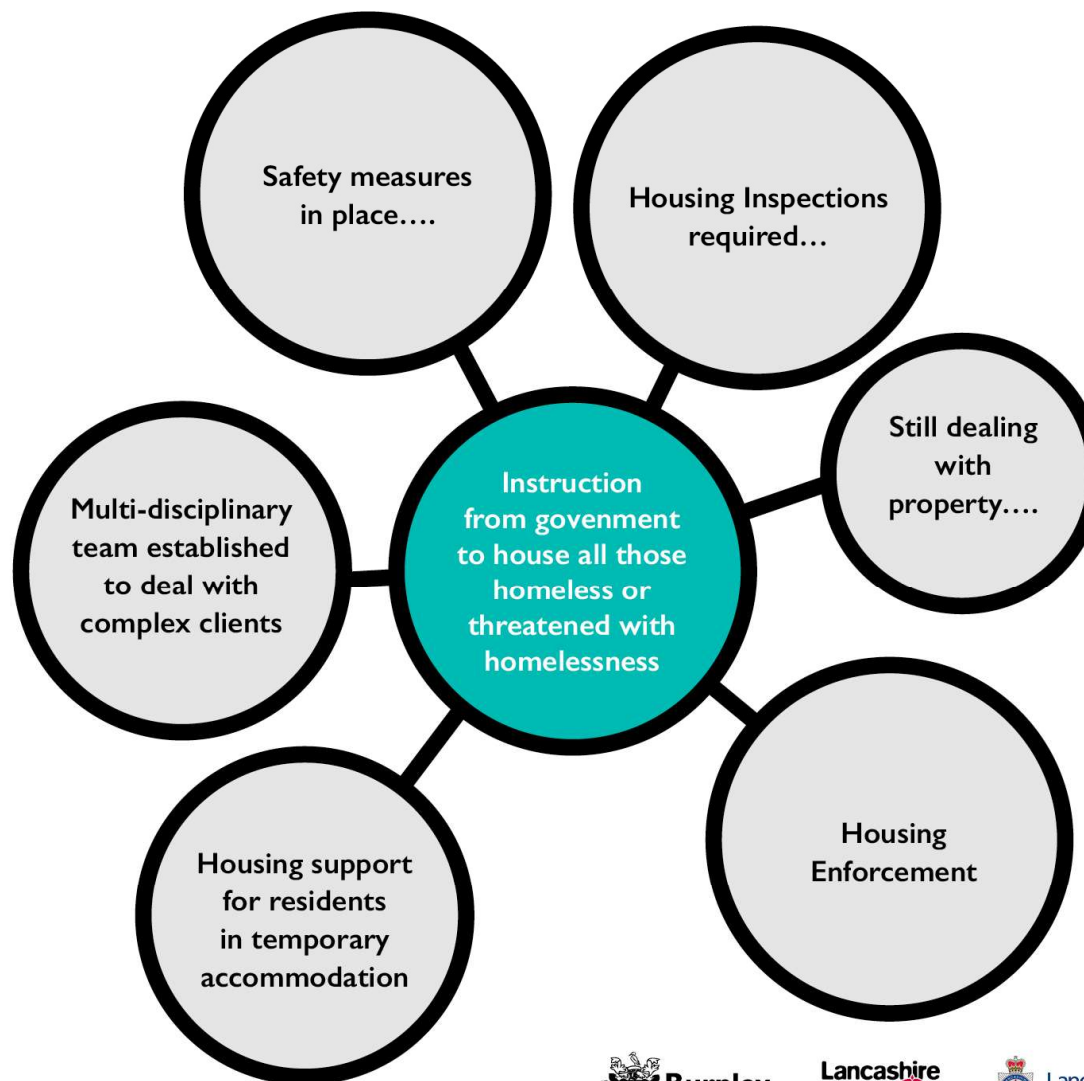 Safety measures
in place....
Housing Inspections
required...
Still dealing
with
property....
Multi-disciplinary
team established
to deal with
complex clients
Instruction
from govenment
to house all those
homeless or
threatened with
homelessness
Housing
Enforcement
Housing support
for residents
in temporary
accommodation
Lancashire